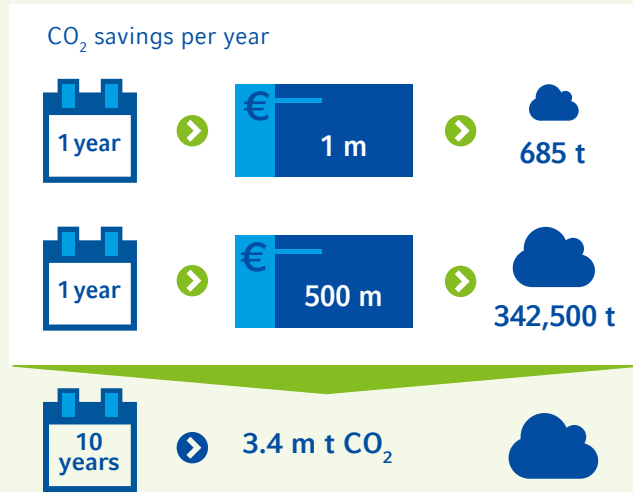 CO₂ savings per year
1 year
€
1 m
685 t
1 year
€
500 m
342,500 t
10
years
3.4 m t CO₂